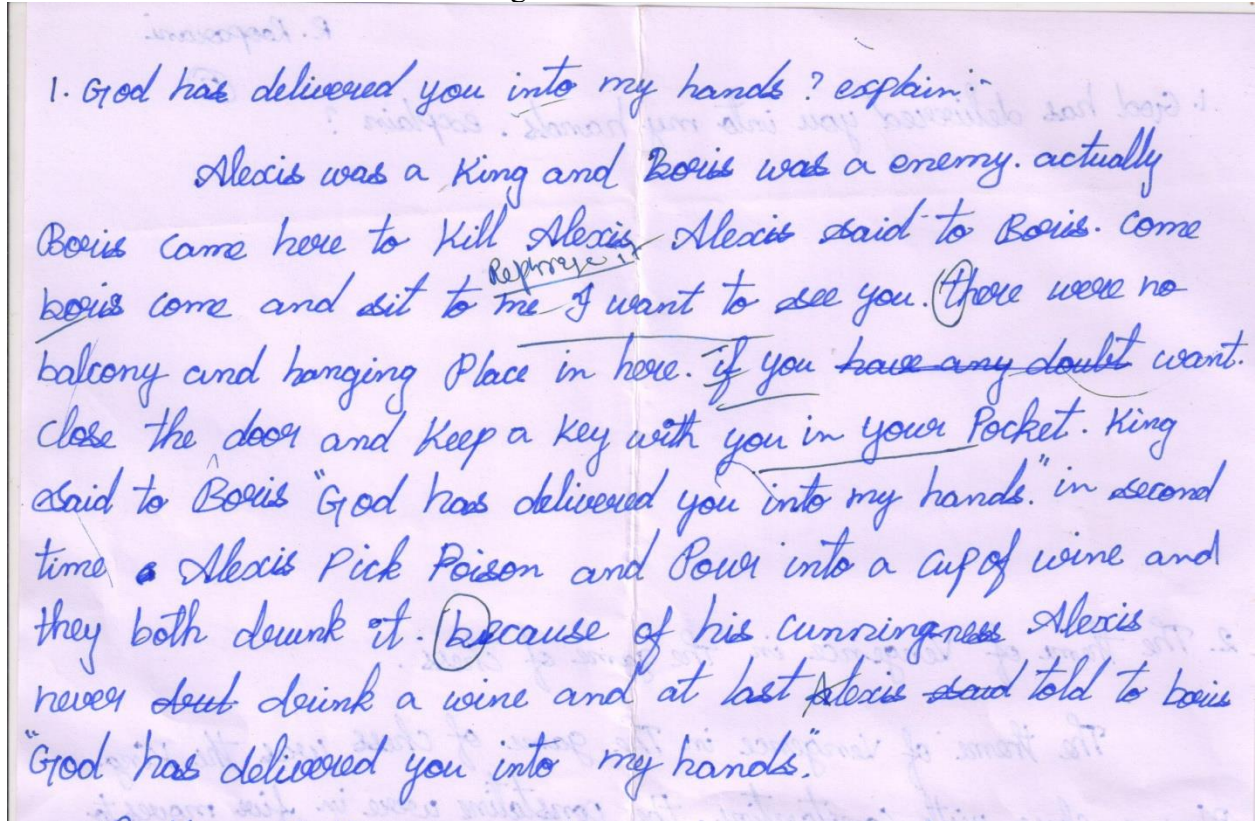 1. God has delivered you into my hands? explain:-
Alexis was a King and Boris was a enemy. actually
Boris came here to kill Alexis. Alexis said to Boris. Come
Rephrase it
boris come and sit to me I want to see you. there were no
balcony and hanging Place in here. if you have any doubt want.
close the door and Keep a key with you in your Pocket. King
said to Boris "God has delivered you into my hands." in second
time Alexis Pick Poison and Pour into a cup of wine and
they both drunk it. because of his cunningness Alexis
never drink a wine and at last Alexis said told to boris
"God has delivered you into my hands."